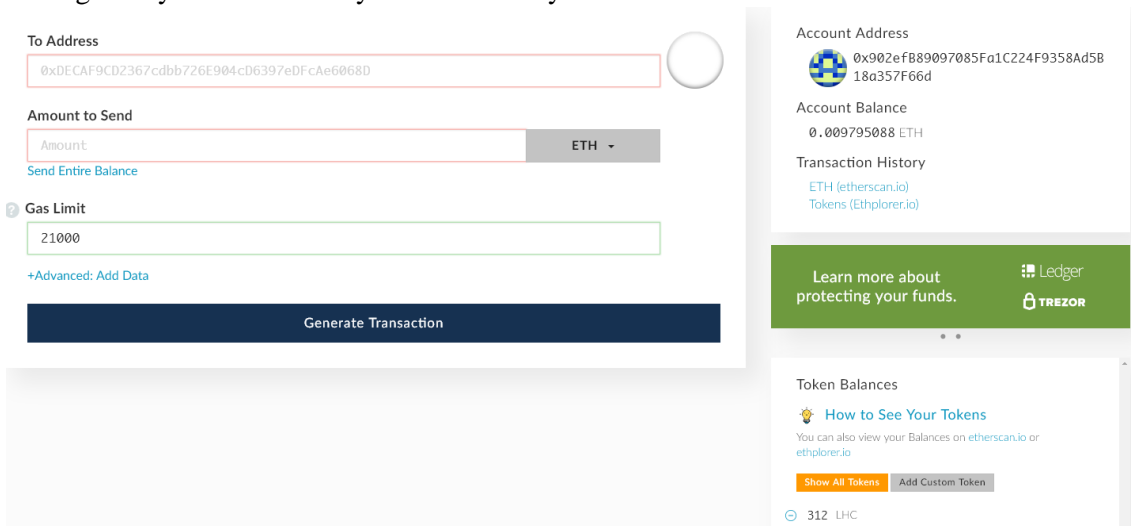 To Address
0xDECAF9CD2367cdbb726E904cD6397eDFcAe6068D
Amount to Send
Amount
ETH
Send Entire Balance
? Gas Limit
21000
+Advanced: Add Data
Generate Transaction
Account Address
0x902efB89097085Fa1C224F9358Ad5B
18a357F66d
Account Balance
0.009795088 ETH
Transaction History
ETH (etherscan.io)
Tokens (Ethplorer.io)
Learn more about
protecting your funds.
Ledger
TREZOR
Token Balances
How to See Your Tokens
You can also view your Balances on etherscan.io or
ethplorer.io
Show All Tokens Add Custom Token
312 LHC